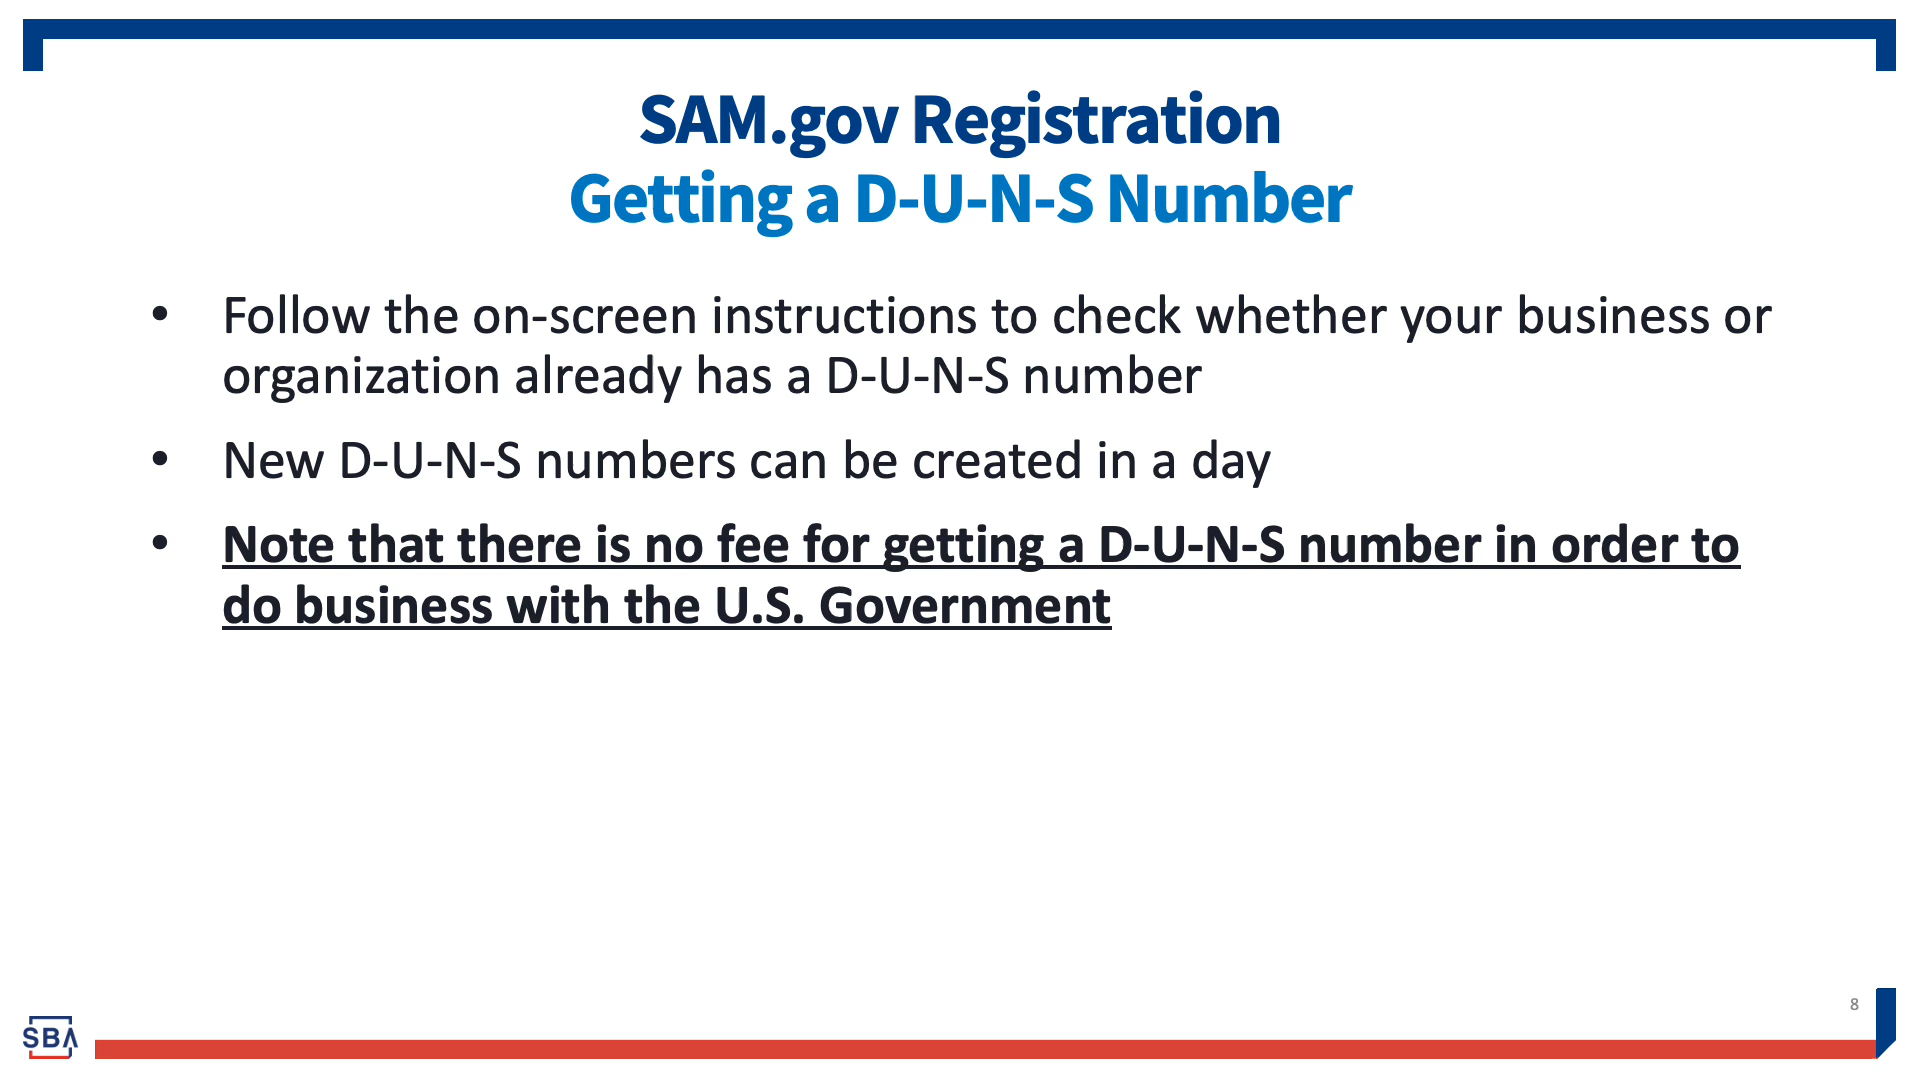 SAM.gov Registration
Getting a D-U-N-S Number
• Follow the on-screen instructions to check whether your business or
organization already has a D-U-N-S number
• New D-U-N-S numbers can be created in a day
• Note that there is no fee for getting a D-U-N-S number in order to
do business with the U.S. Government
8
SBA